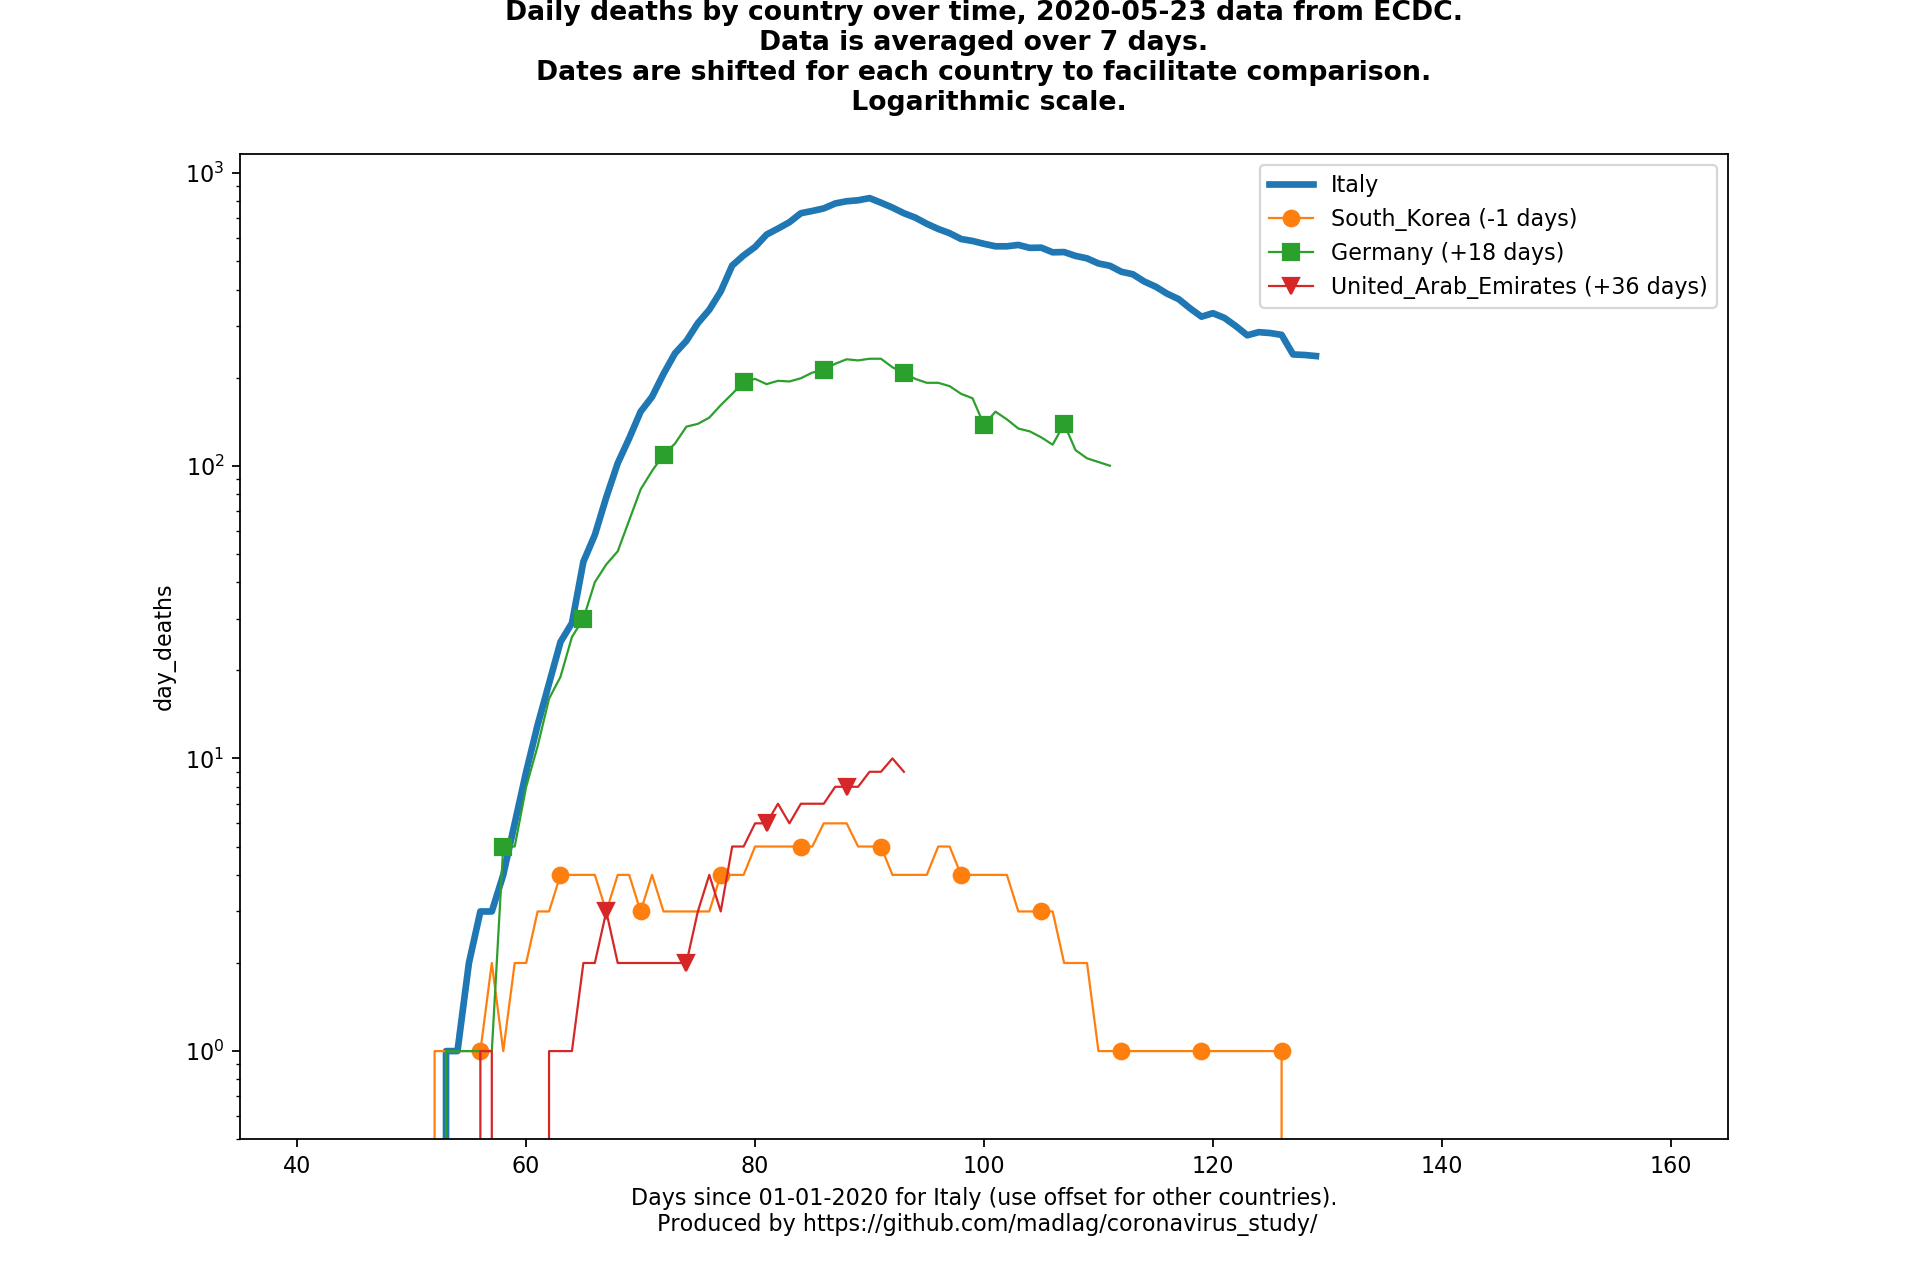 Daily deaths by country over time, 2020-05-23 data from ECDC.
Data is averaged over 7 days.
Dates are shifted for each country to facilitate comparison.
Logarithmic scale.
10³
10²
10¹
10⁰
day_deaths
Italy
South_Korea (-1 days)
Germany (+18 days)
United_Arab_Emirates (+36 days)
40 60 80 100 120 140 160
Days since 01-01-2020 for Italy (use offset for other countries).
Produced by https://github.com/madlag/coronavirus_study/